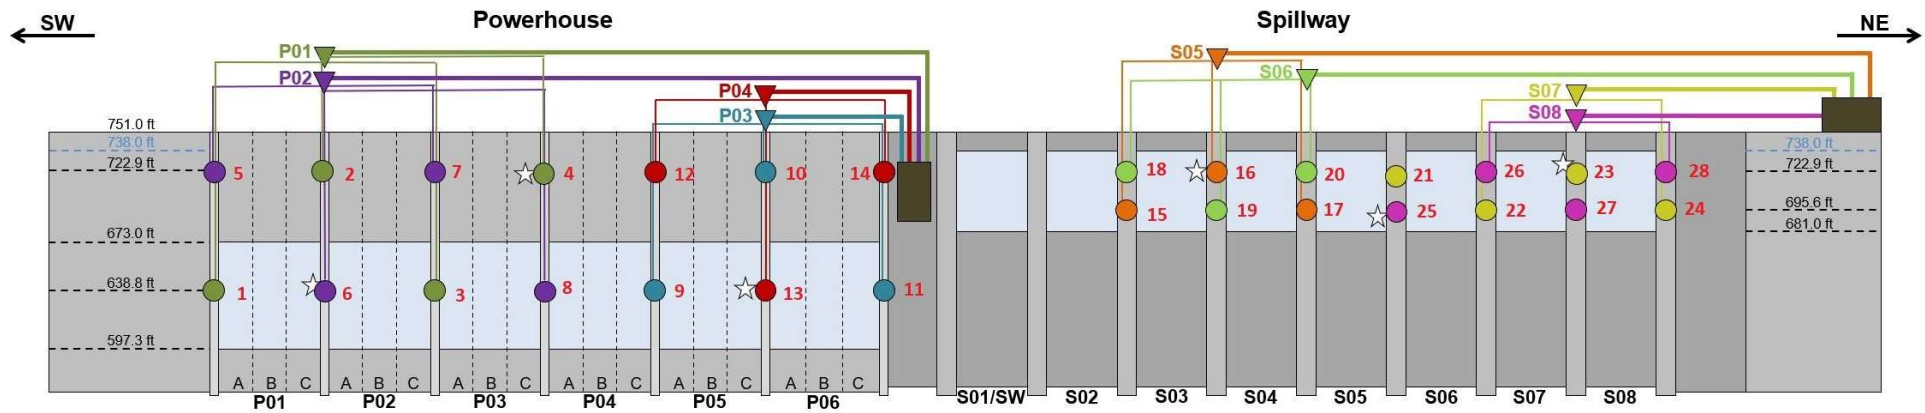 SW Powerhouse Spillway NE
P01
P02
P04
P03
S05
S06
S07
S08
751.0 ft
738.0 ft
722.9 ft
673.0 ft
638.8 ft
597.3 ft
738.0 ft
722.9 ft
695.6 ft
681.0 ft
5 2 7 4 12 10 14
18 16 20 21 26 23 28
15 19 17 25 22 27 24
1 6 3 8 9 13 11
A B C A B C A B C A B C A B C A B C
P01 P02 P03 P04 P05 P06 S01/SW S02 S03 S04 S05 S06 S07 S08